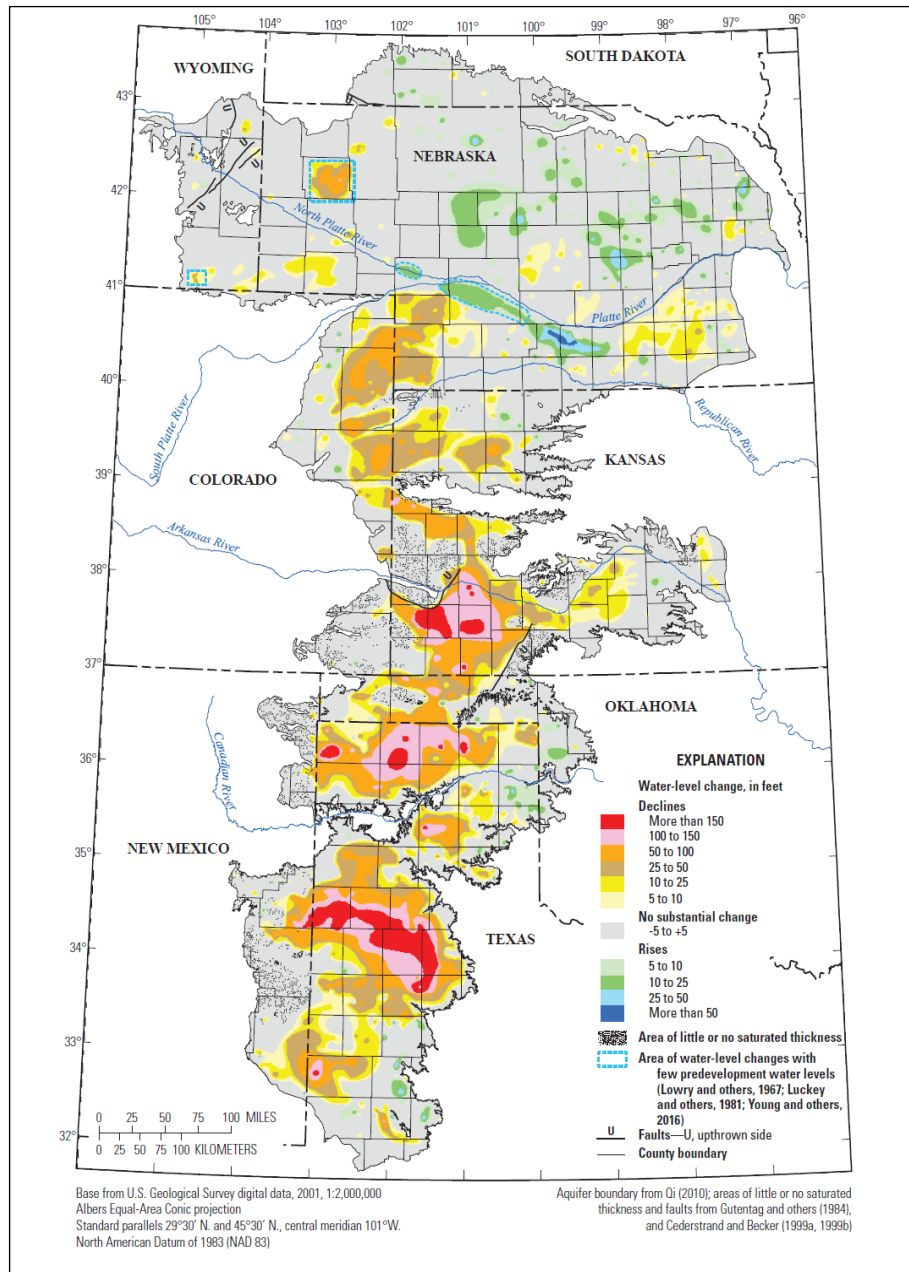 105°
104°
103°
102°
101°
100°
99°
98°
97°
96°
WYOMING
SOUTH DAKOTA
43°
U
U
NEBRASKA
U
U
42°
U
North Platte River
41°
Platte River
40°
South Platte River
Republican River
39°
COLORADO
KANSAS
Arkansas River
38°
U
37°
U
OKLAHOMA
Canadian River
36°
35°
NEW MEXICO
TEXAS
34°
33°
32°
EXPLANATION
Water-level change, in feet
Declines
More than 150
100 to 150
50 to 100
25 to 50
10 to 25
5 to 10
No substantial change
-5 to +5
Rises
5 to 10
10 to 25
25 to 50
More than 50
Area of little or no saturated thickness
Area of water-level changes with
few predevelopment water levels
(Lowry and others, 1967; Luckey
and others, 1981; Young and others,
2016)
U
Faults—U, upthrown side
County boundary
0 25 50 75 100 MILES
0 25 50 75 100 KILOMETERS
Base from U.S. Geological Survey digital data, 2001, 1:2,000,000
Albers Equal-Area Conic projection
Standard parallels 29°30′ N. and 45°30′ N., central meridian 101°W.
North American Datum of 1983 (NAD 83)
Aquifer boundary from Qi (2010); areas of little or no saturated
thickness and faults from Gutentag and others (1984),
and Cederstrand and Becker (1999a, 1999b)